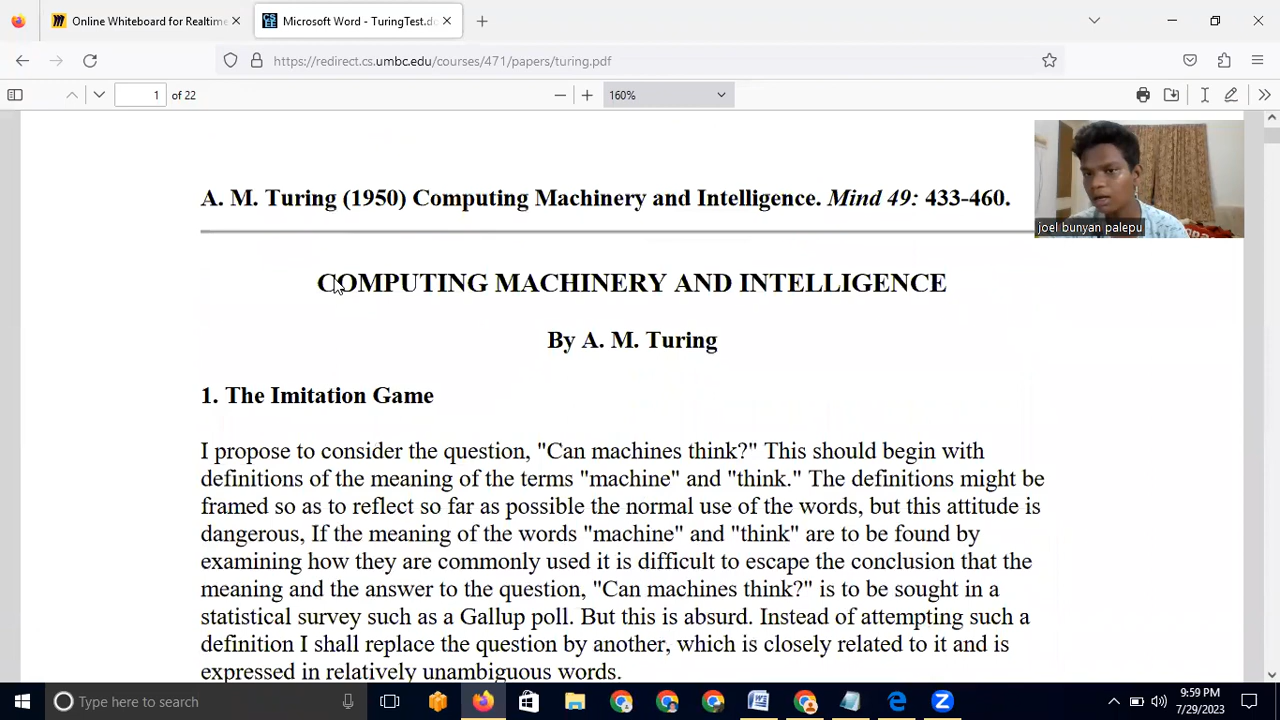 Online Whiteboard for Realtime
Microsoft Word - TuringTest.do
https://redirect.cs.umbc.edu/courses/471/papers/turing.pdf
1 of 22
160%
A. M. Turing (1950) Computing Machinery and Intelligence. Mind 49: 433-460.
joel bunyan palepu
COMPUTING MACHINERY AND INTELLIGENCE
By A. M. Turing
1. The Imitation Game
I propose to consider the question, "Can machines think?" This should begin with
definitions of the meaning of the terms "machine" and "think." The definitions might be
framed so as to reflect so far as possible the normal use of the words, but this attitude is
dangerous, If the meaning of the words "machine" and "think" are to be found by
examining how they are commonly used it is difficult to escape the conclusion that the
meaning and the answer to the question, "Can machines think?" is to be sought in a
statistical survey such as a Gallup poll. But this is absurd. Instead of attempting such a
definition I shall replace the question by another, which is closely related to it and is
expressed in relatively unambiguous words.
Type here to search
9:59 PM
7/29/2023